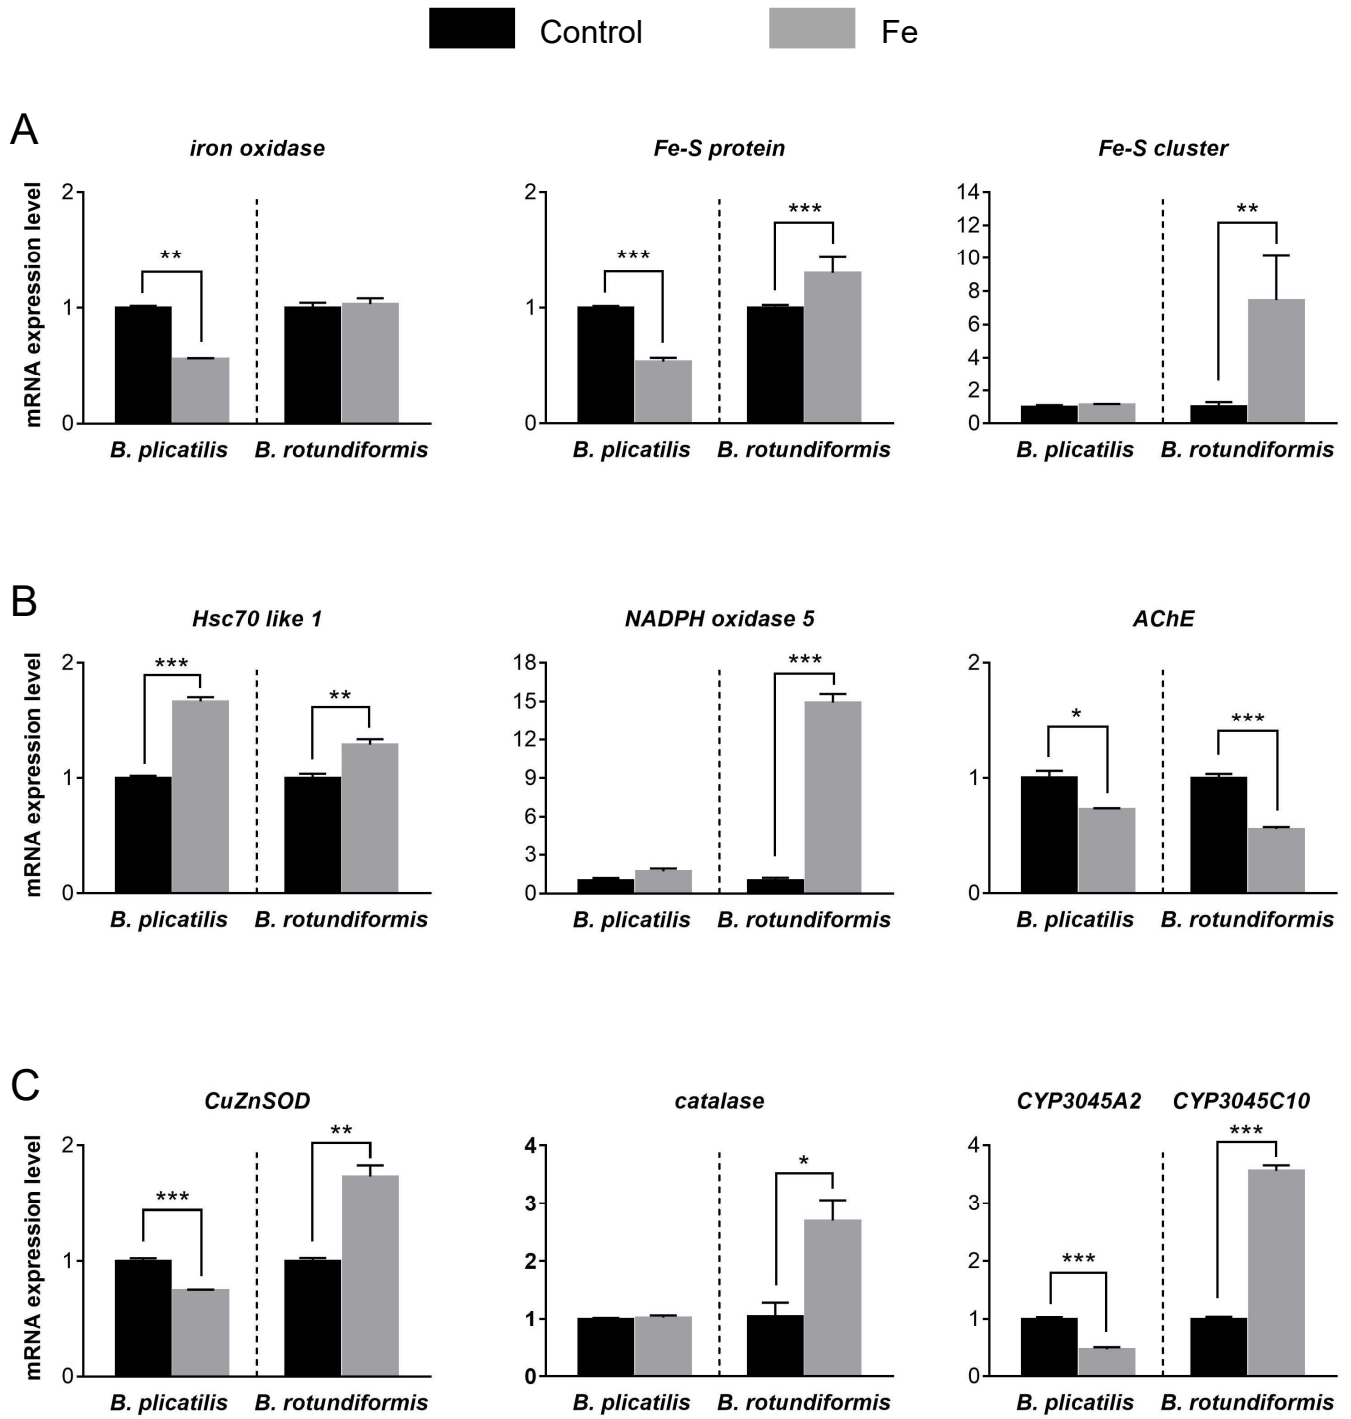 Control Fe
A
iron oxidase Fe-S protein Fe-S cluster
mRNA expression level
2
1
0
**
B. plicatilis B. rotundiformis
2
1
0
***
***
B. plicatilis B. rotundiformis
14
12
10
8
6
4
2
0
**
B. plicatilis B. rotundiformis
B
Hsc70 like 1 NADPH oxidase 5 AChE
mRNA expression level
2
1
0
***
**
B. plicatilis B. rotundiformis
18
15
12
9
6
3
0
***
B. plicatilis B. rotundiformis
2
1
0
*
***
B. plicatilis B. rotundiformis
C
CuZnSOD catalase CYP3045A2 CYP3045C10
mRNA expression level
2
1
0
***
**
B. plicatilis B. rotundiformis
4
3
2
1
0
*
B. plicatilis B. rotundiformis
4
3
2
1
0
***
***
B. plicatilis B. rotundiformis